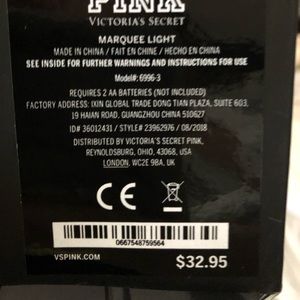 PINK
VICTORIA'S SECRET
MARQUEE LIGHT
MADE IN CHINA / FAIT EN CHINE / HECHO EN CHINA
SEE INSIDE FOR FURTHER WARNINGS AND INSTRUCTIONS FOR USE
Model#: 6996-3
REQUIRES 2 AA BATTERIES (NOT INCLUDED)
FACTORY ADDRESS: IXIN GLOBAL TRADE DONG TIAN PLAZA, SUITE 603,
19 HAIAN ROAD, GUANGZHOU CHINA 510627
ID# 36012431 / STYLE# 23962976 / 08/2018
DISTRIBUTED BY VICTORIA'S SECRET PINK,
REYNOLDSBURG, OHIO, 43068, USA
LONDON, WC2E 9BA, UK
CE
0667548759564
VSPINK.COM
$32.95